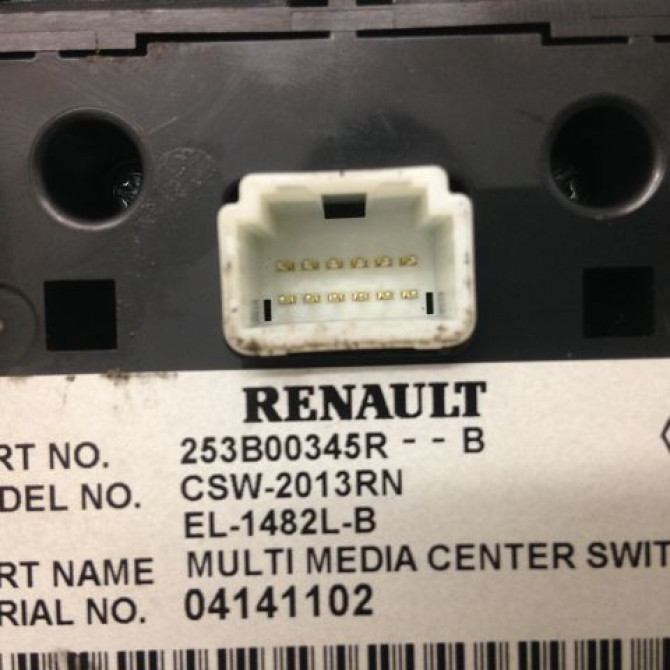 RENAULT
RT NO. 253B00345R - - B
DEL NO. CSW-2013RN
EL-1482L-B
RT NAME MULTI MEDIA CENTER SWIT
RIAL NO. 04141102